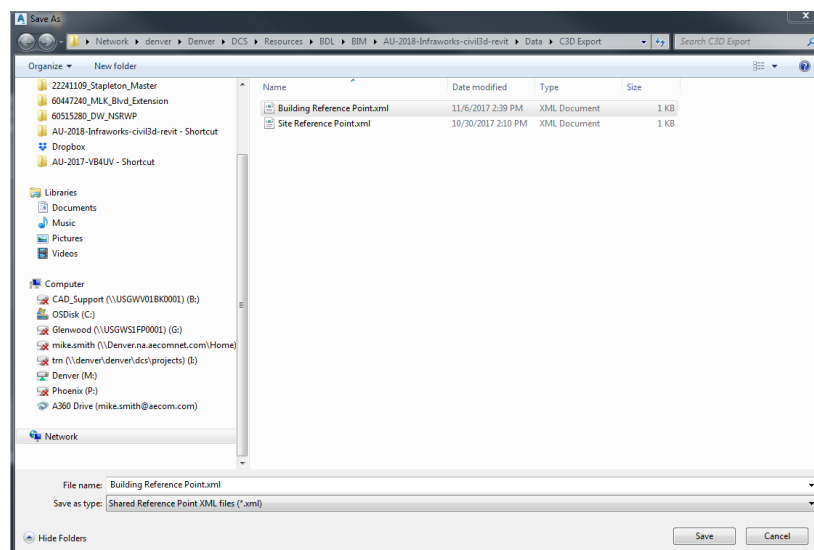 Save As
Network ▸ denver ▸ Denver ▸ DCS ▸ Resources ▸ BDL ▸ BIM ▸ AU-2018-Infraworks-civil3d-revit ▸ Data ▸ C3D Export
Search C3D Export
Organize
New folder
22241109_Stapleton_Master
60447240_MLK_Blvd_Extension
60515280_DW_NSRWP
AU-2018-Infraworks-civil3d-revit - Shortcut
Dropbox
AU-2017-VB4UV - Shortcut
Libraries
Documents
Music
Pictures
Videos
Computer
CAD_Support (\\USGWV01BK0001) (B:)
OSDisk (C:)
Glenwood (\\USGWS1FP0001) (G:)
mike.smith (\\Denver.na.aecomnet.com\Home)
trn (\\denver\denver\dcs\projects) (I:)
Denver (M:)
Phoenix (P:)
A360 Drive (mike.smith@aecom.com)
Network
Name Date modified Type Size
Building Reference Point.xml 11/6/2017 2:39 PM XML Document 1 KB
Site Reference Point.xml 10/30/2017 2:10 PM XML Document 1 KB
File name: Building Reference Point.xml
Save as type: Shared Reference Point XML files (*.xml)
Hide Folders
Save
Cancel